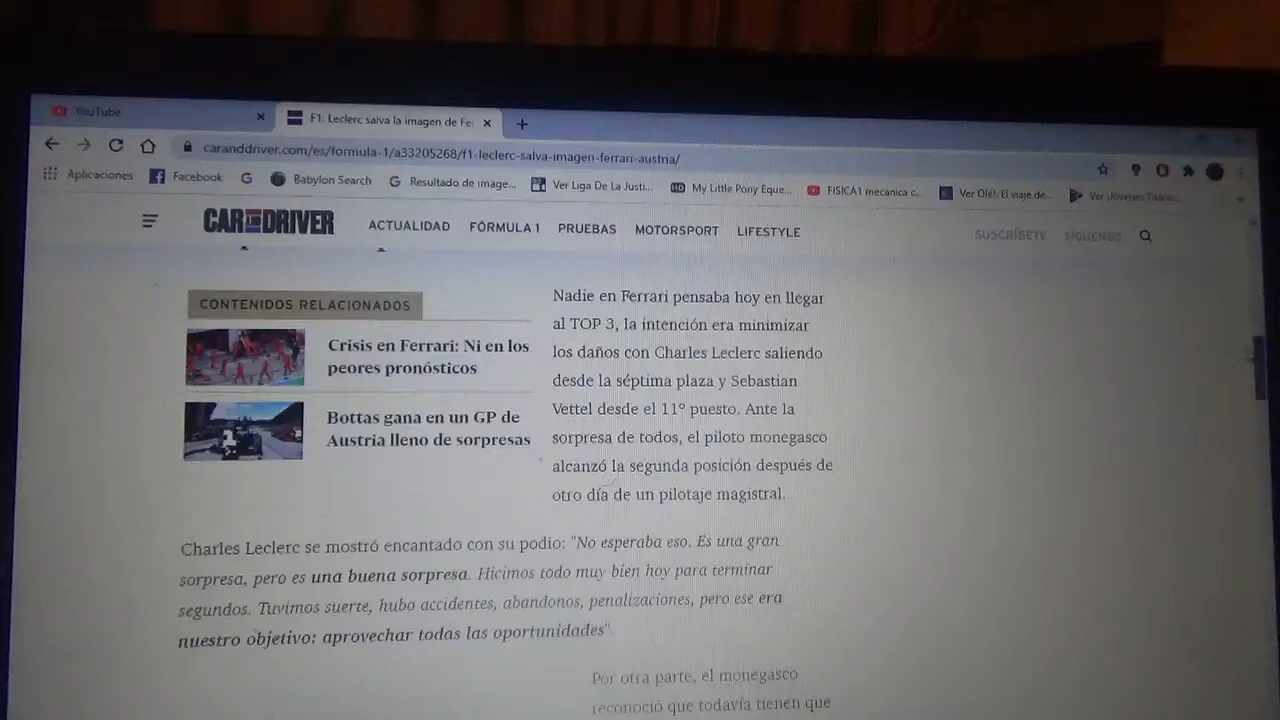 YouTube
F1. Leclerc salva la imagen de Fe
caranddriver.com/es/formula-1/a33205268/f1-leclerc-salva-imagen-ferrari-austria/
Aplicaciones Facebook Babylon Search Resultado de image... Ver Liga De La Justi... My Little Pony Eque... FISICA1 mecanica c... Ver Olé! El viaje de... Ver Jovenes Titanes...
CAR AND DRIVER ACTUALIDAD FÓRMULA 1 PRUEBAS MOTORSPORT LIFESTYLE SUSCRÍBETE SÍGUENOS
CONTENIDOS RELACIONADOS
Crisis en Ferrari: Ni en los
peores pronósticos
Bottas gana en un GP de
Austria lleno de sorpresas
Nadie en Ferrari pensaba hoy en llegar
al TOP 3, la intención era minimizar
los daños con Charles Leclerc saliendo
desde la séptima plaza y Sebastian
Vettel desde el 11º puesto. Ante la
sorpresa de todos, el piloto monegasco
alcanzó la segunda posición después de
otro día de un pilotaje magistral.
Charles Leclerc se mostró encantado con su podio: "No esperaba eso. Es una gran
sorpresa, pero es una buena sorpresa. Hicimos todo muy bien hoy para terminar
segundos. Tuvimos suerte, hubo accidentes, abandonos, penalizaciones, pero ese era
nuestro objetivo: aprovechar todas las oportunidades".
Por otra parte, el monegasco
reconoció que todavía tienen que